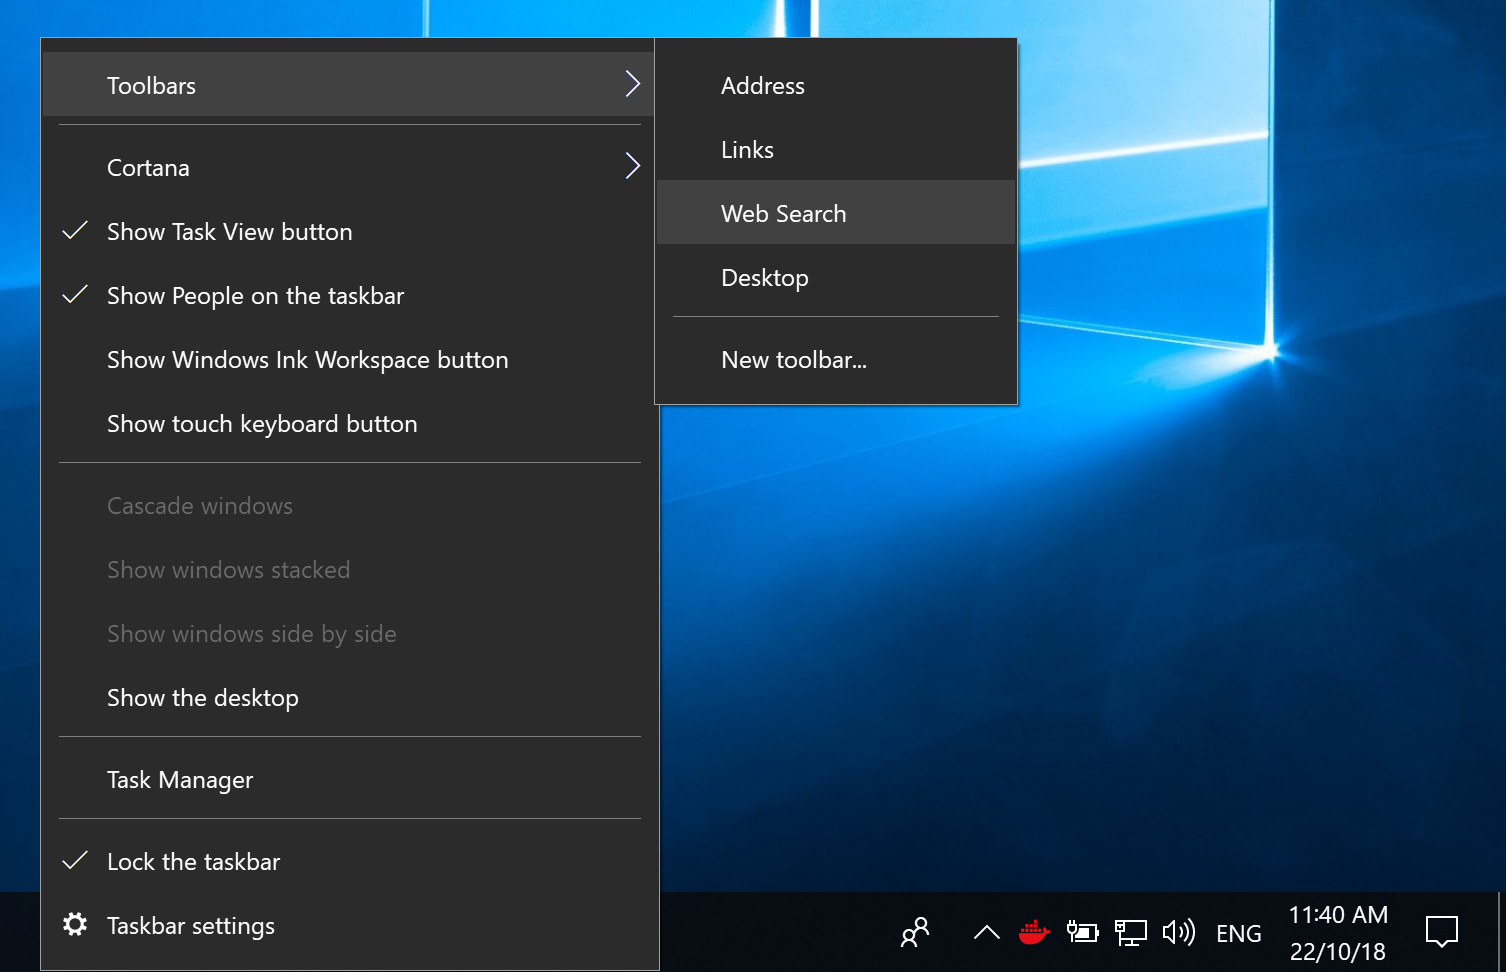 Toolbars
Cortana
Show Task View button
Show People on the taskbar
Show Windows Ink Workspace button
Show touch keyboard button
Cascade windows
Show windows stacked
Show windows side by side
Show the desktop
Task Manager
Lock the taskbar
Taskbar settings
Address
Links
Web Search
Desktop
New toolbar...
ENG
11:40 AM
22/10/18